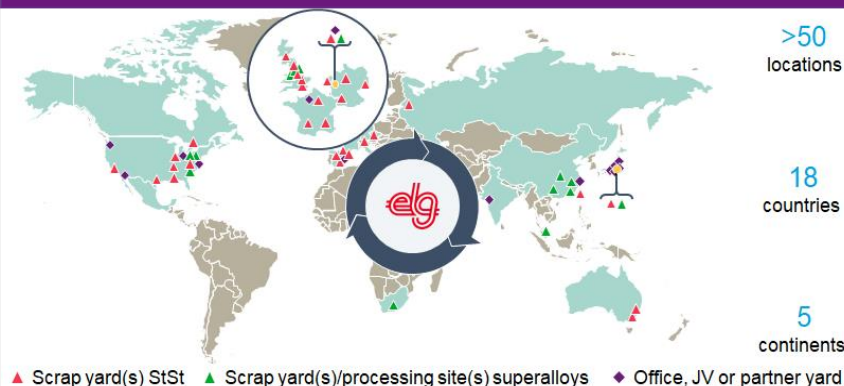 >50
locations
18
countries
elg
5
continents
Scrap yard(s) StSt
Scrap yard(s)/processing site(s) superalloys
Office, JV or partner yard